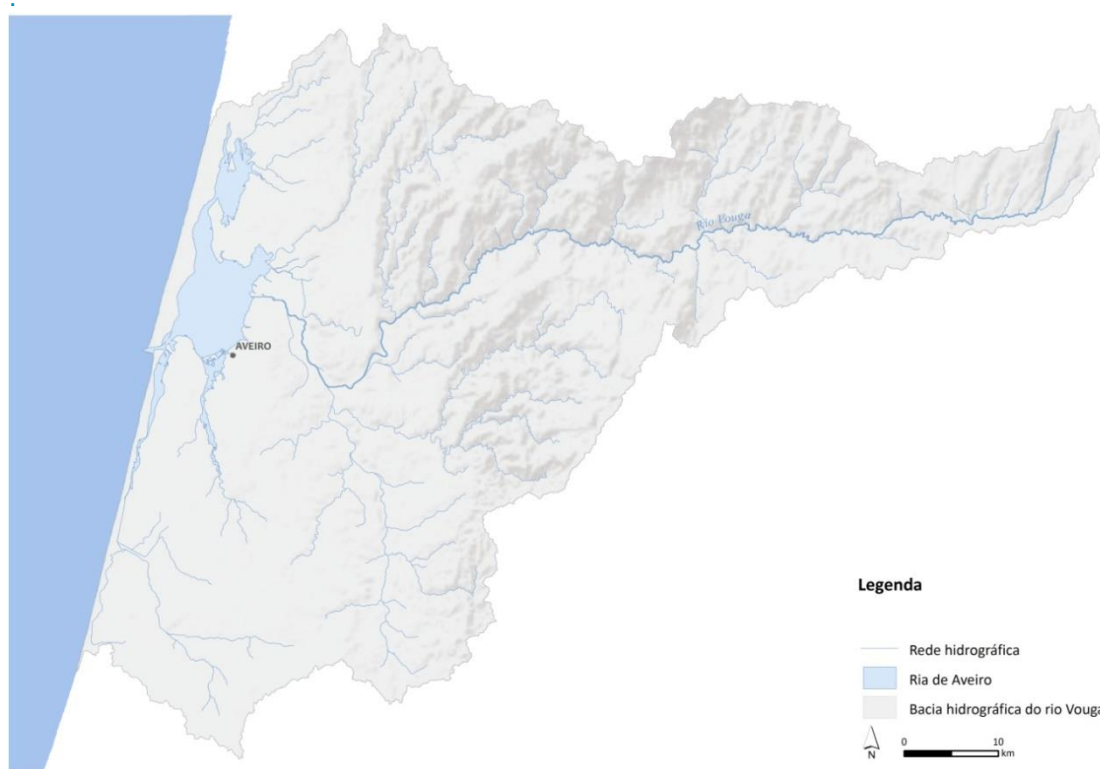 Rio Vouga
AVEIRO
Legenda
Rede hidrográfica
Ria de Aveiro
Bacia hidrográfica do rio Vouga
N
0 10
km